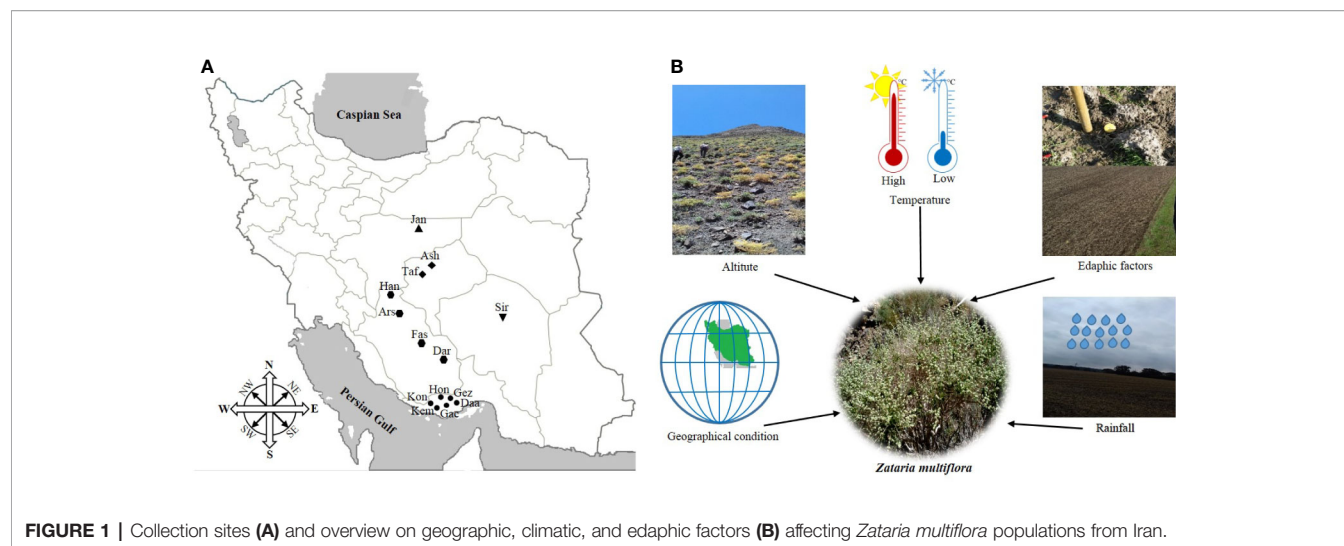 A
Caspian Sea
Jan
Ash
Taf
Han
Ars
Sir
Fas
Dar
Hon
Gez
Kon
Daa
Kem
Gac
Persian Gulf
N
NW
NE
W
E
SW
SE
S
B
°C
°C
High
Low
Temperature
Altitute
Edaphic factors
Geographical condition
Rainfall
Zataria multiflora
FIGURE 1 | Collection sites (A) and overview on geographic, climatic, and edaphic factors (B) affecting Zataria multiflora populations from Iran.